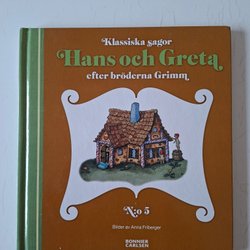 Klassiska sagor
Hans och Greta
efter bröderna Grimm
N:o 5
Bilder av Anna Friberger
BONNIER
CARLSEN